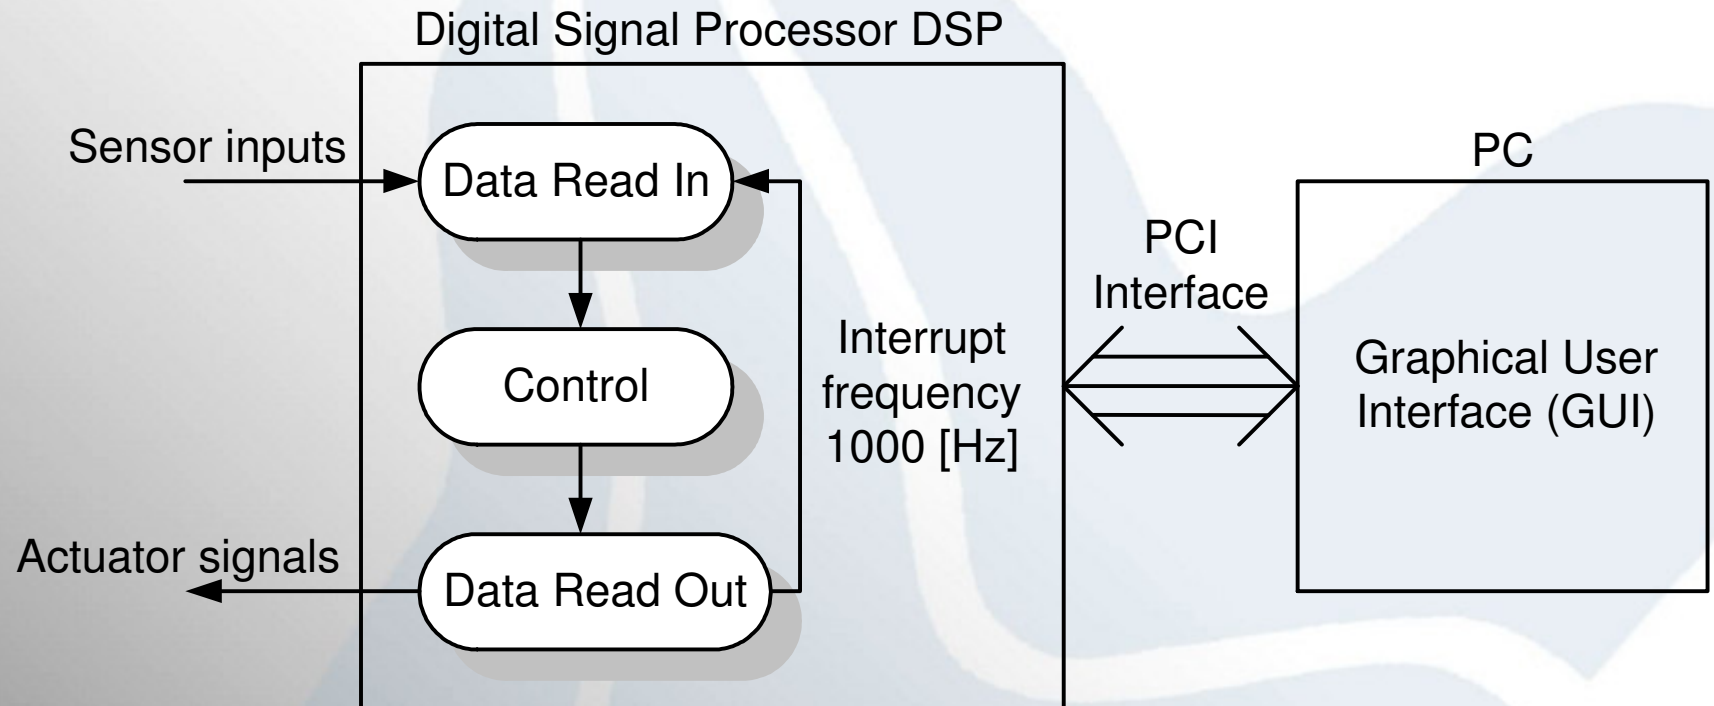 Digital Signal Processor DSP
Sensor inputs
Data Read In
PC
PCI
Interface
Interrupt
frequency
1000 [Hz]
Control
Graphical User
Interface (GUI)
Actuator signals
Data Read Out